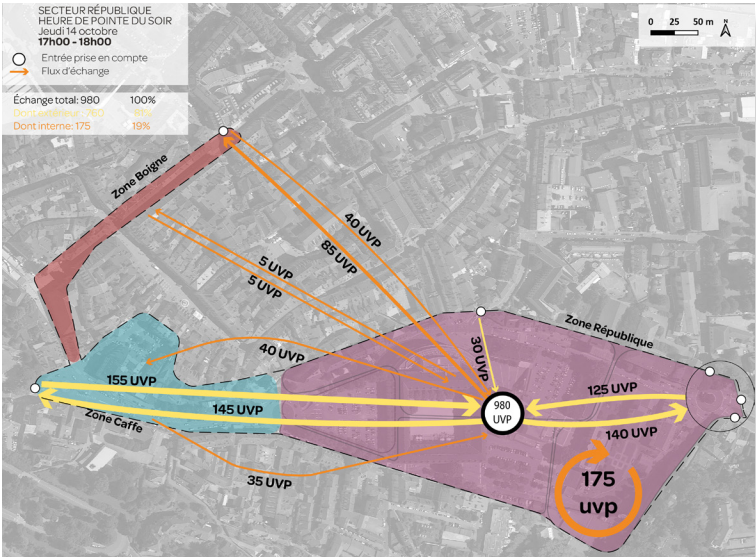 SECTEUR RÉPUBLIQUE
HEURE DE POINTE DU SOIR
Jeudi 14 octobre
17h00 - 18h00
Entrée prise en compte
Flux d'échange
Échange total: 980 100%
Dont interne: 175 19%
0 25 50 m
N
Zone Boigne
40 UVP
85 UVP
5 UVP
5 UVP
Zone République
30 UVP
40 UVP
155 UVP
145 UVP
980
UVP
125 UVP
140 UVP
Zone Caffe
35 UVP
175
uvp